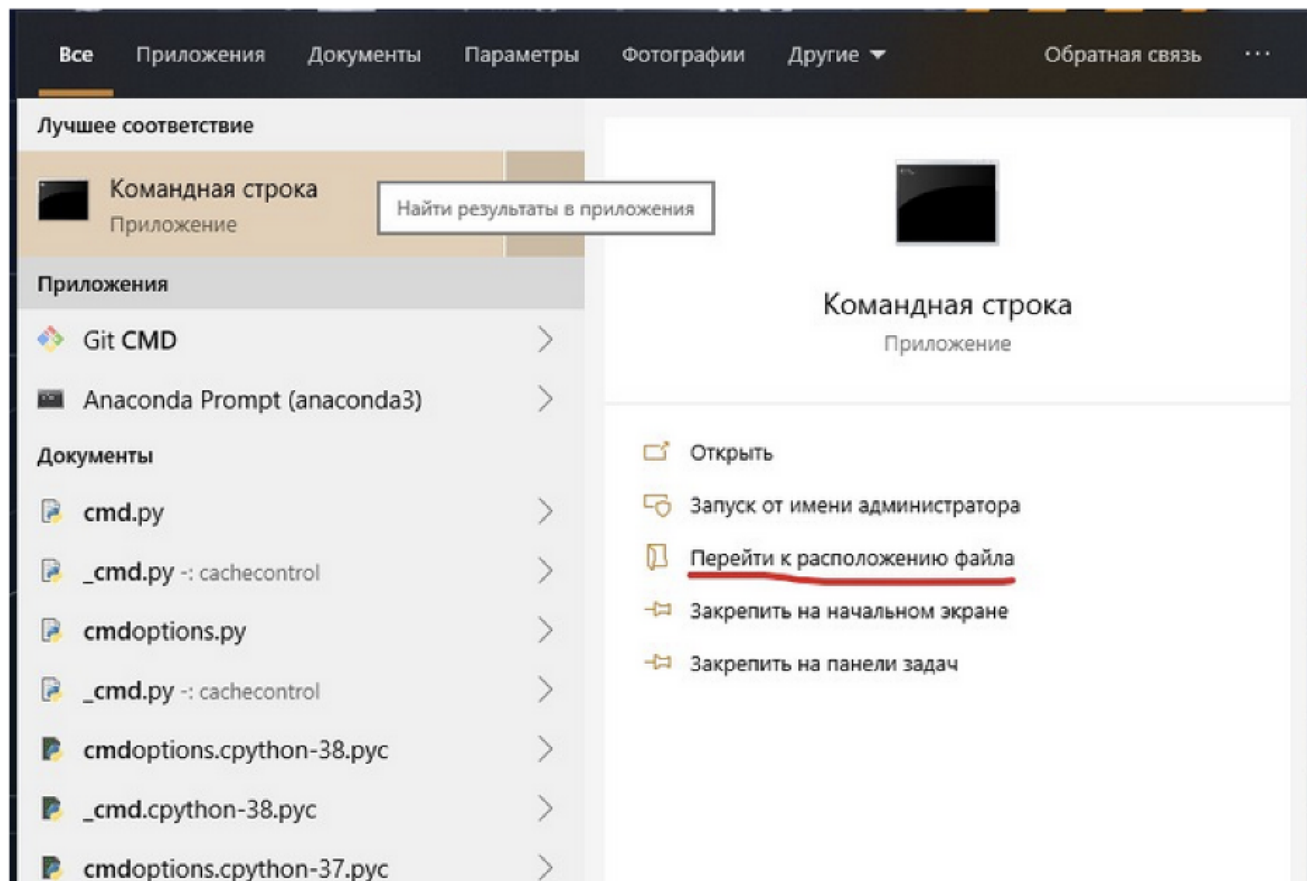 Все Приложения Документы Параметры Фотографии Другие Обратная связь ...
Лучшее соответствие
Командная строка
Приложение
Найти результаты в приложения
Приложения
Git CMD
Anaconda Prompt (anaconda3)
Документы
cmd.py
_cmd.py -: cachecontrol
cmdoptions.py
_cmd.py -: cachecontrol
cmdoptions.cpython-38.pyc
_cmd.cpython-38.pyc
cmdoptions.cpython-37.pyc
Командная строка
Приложение
Открыть
Запуск от имени администратора
Перейти к расположению файла
Закрепить на начальном экране
Закрепить на панели задач